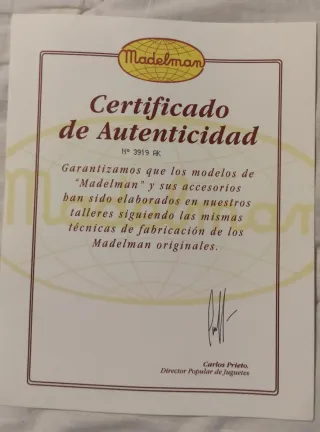 Madelman
Certificado
de Autenticidad
Nº 3919 AK
Garantizamos que los modelos de
"Madelman" y sus accesorios
han sido elaborados en nuestros
talleres siguiendo las mismas
técnicas de fabricación de los
Madelman originales.
Carlos Prieto.
Director Popular de Juguetes